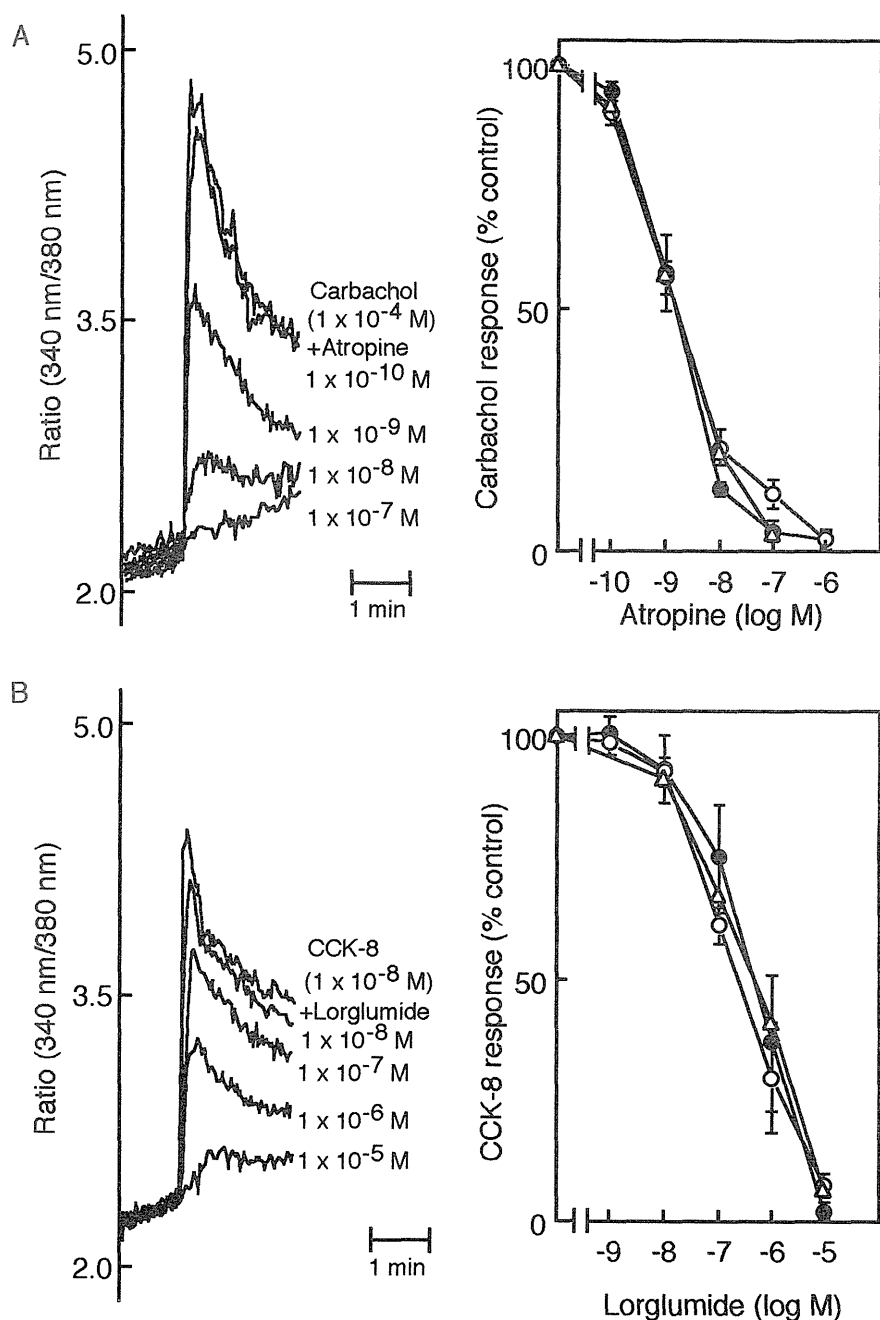 A
5.0
3.5
2.0
Ratio (340 nm/380 nm)
Carbachol
(1 x 10-4 M)
+Atropine
1 x 10-10 M
1 x 10-9 M
1 x 10-8 M
1 x 10-7 M
1 min
100
50
0
Carbachol response (% control)
-10 -9 -8 -7 -6
Atropine (log M)
B
5.0
3.5
2.0
Ratio (340 nm/380 nm)
CCK-8
(1 x 10-8 M)
+Lorglumide
1 x 10-8 M
1 x 10-7 M
1 x 10-6 M
1 x 10-5 M
1 min
100
50
0
CCK-8 response (% control)
-9 -8 -7 -6 -5
Lorglumide (log M)